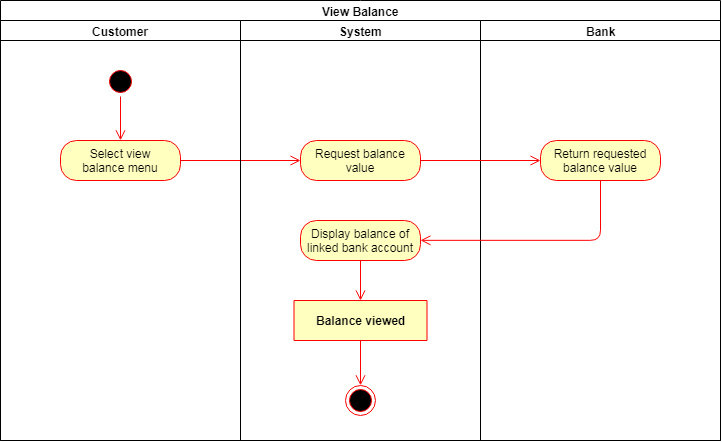 View Balance
Customer
System
Bank
Select view
balance menu
Request balance
value
Return requested
balance value
Display balance of
linked bank account
Balance viewed